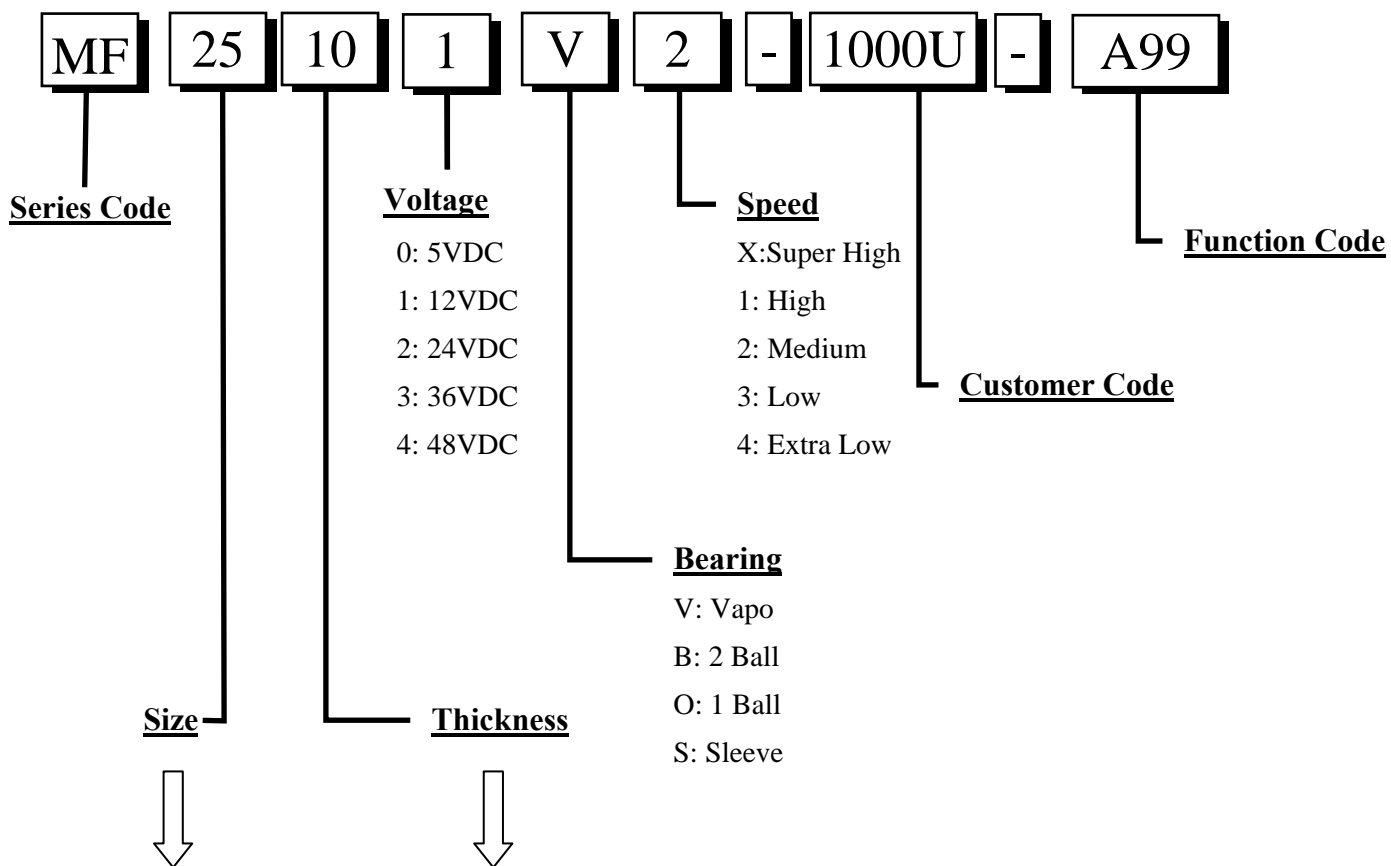 MF 25 10 1 V 2 - 1000U - A99
Series Code
Voltage
0: 5VDC
1: 12VDC
2: 24VDC
3: 36VDC
4: 48VDC
Speed
X:Super High
1: High
2: Medium
3: Low
4: Extra Low
Function Code
Customer Code
Bearing
V: Vapo
B: 2 Ball
O: 1 Ball
S: Sleeve
Size
Thickness